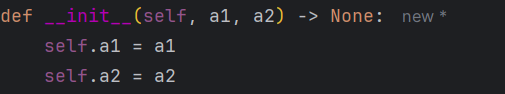 def __init__(self, a1, a2) -> None: new *
    self.a1 = a1
    self.a2 = a2